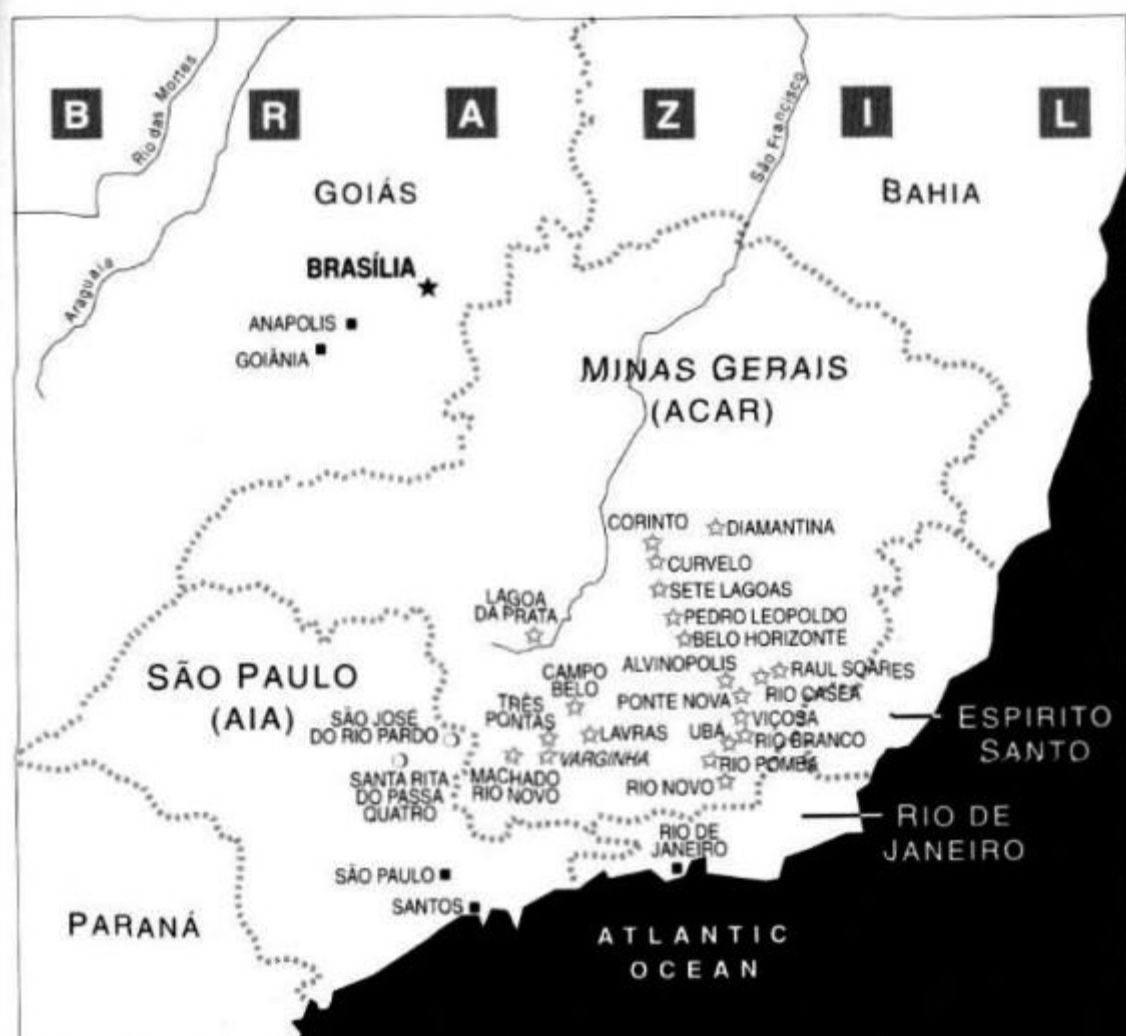 B R A Z I L
Rio das Mortes
Araguaia
São Francisco
GOIÁS
BAHIA
BRASÍLIA
ANAPOLIS
GOIÂNIA
MINAS GERAIS
(ACAR)
CORINTO
DIAMANTINA
CURVELO
SETE LAGOAS
LAGOA
DA PRATA
PEDRO LEOPOLDO
BELO HORIZONTE
ALVINOPOLIS
RAUL SOARES
CAMPO
BELO
SÃO PAULO
(AIA)
RIO CASEA
PONTE NOVA
TRÊS
PONTAS
SÃO JOSÉ
DO RIO PARDO
VIÇOSA
LAVRAS
UBÁ
RIO BRANCO
ESPIRITO
SANTO
VARGINHA
RIO POMBA
SANTA RITA
DO PASSA
QUATRO
MACHADO
RIO NOVO
RIO NOVO
RIO DE
JANEIRO
RIO DE
JANEIRO
SÃO PAULO
SANTOS
PARANÁ
ATLANTIC
OCEAN